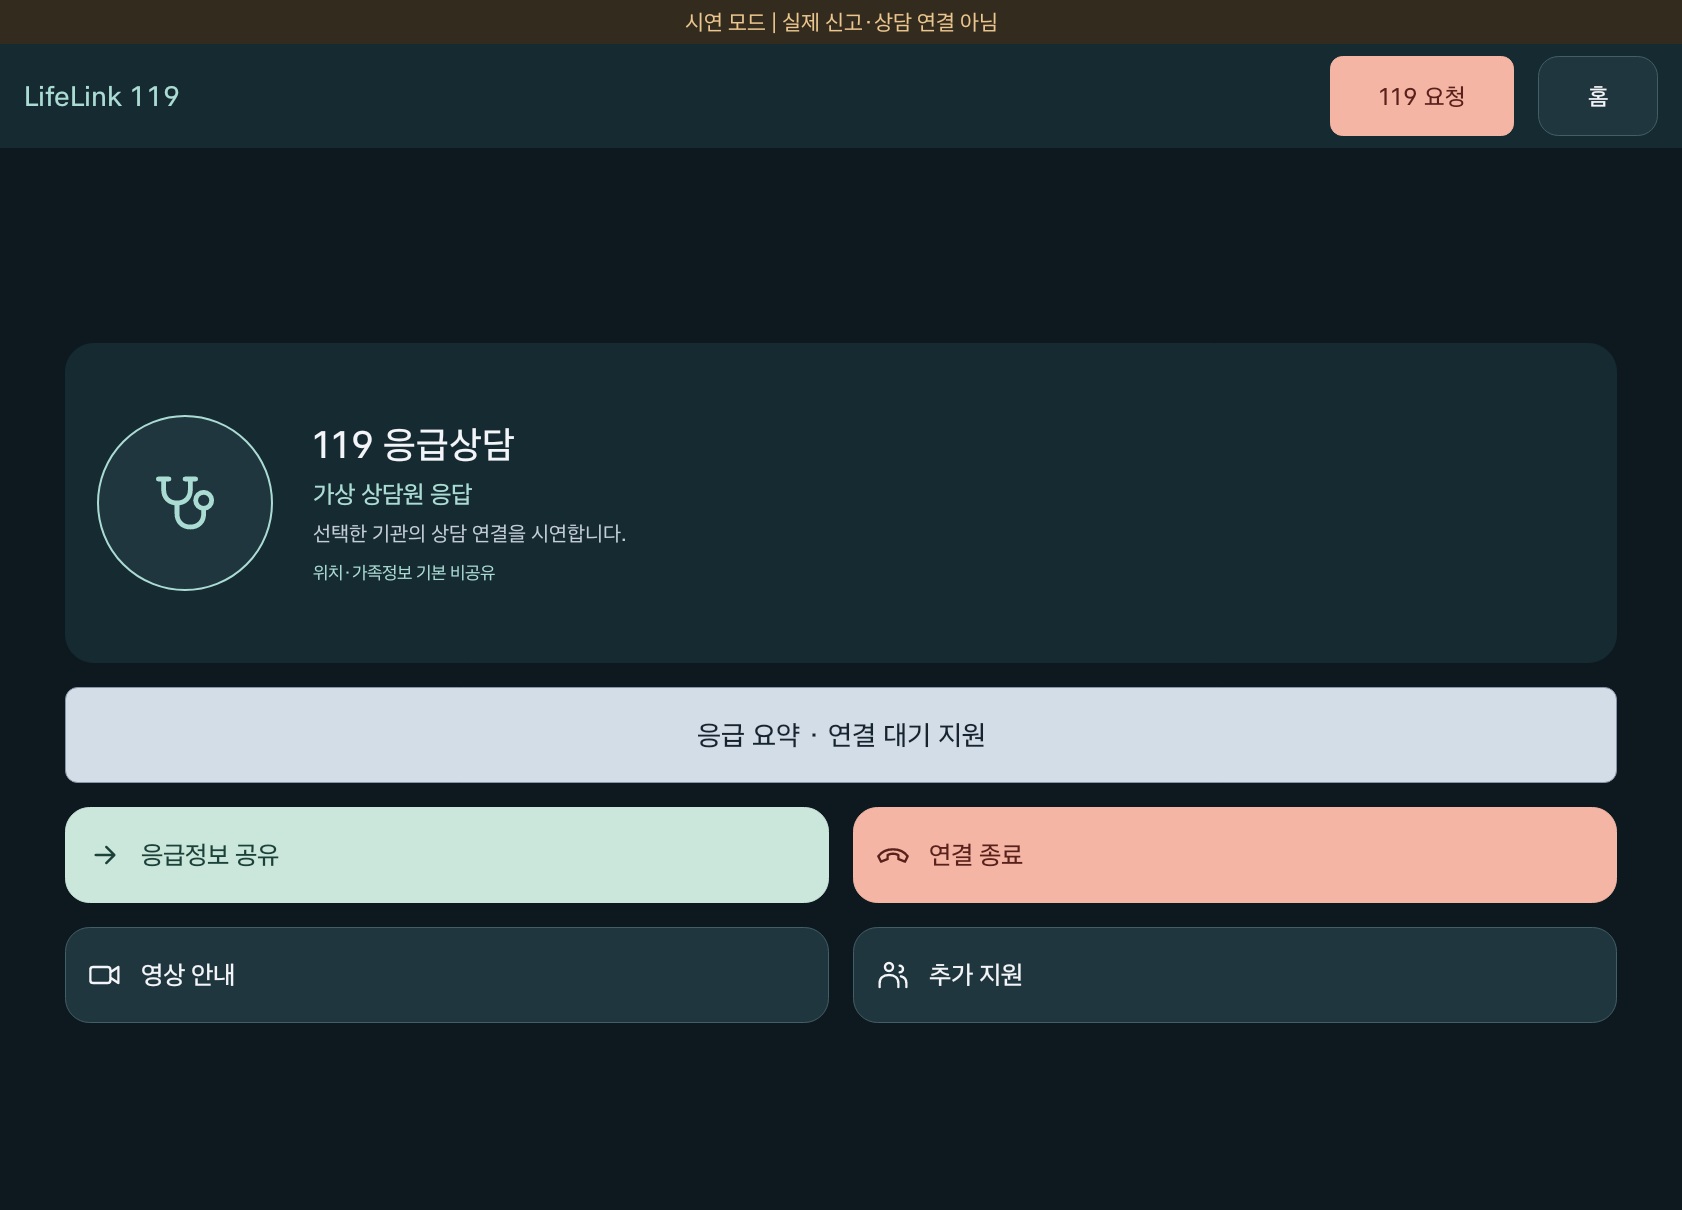 시연 모드 | 실제 신고·상담 연결 아님
LifeLink 119
119 요청
홈
119 응급상담
가상 상담원 응답
선택한 기관의 상담 연결을 시연합니다.
위치·가족정보 기본 비공유
응급 요약 · 연결 대기 지원
응급정보 공유
연결 종료
영상 안내
추가 지원